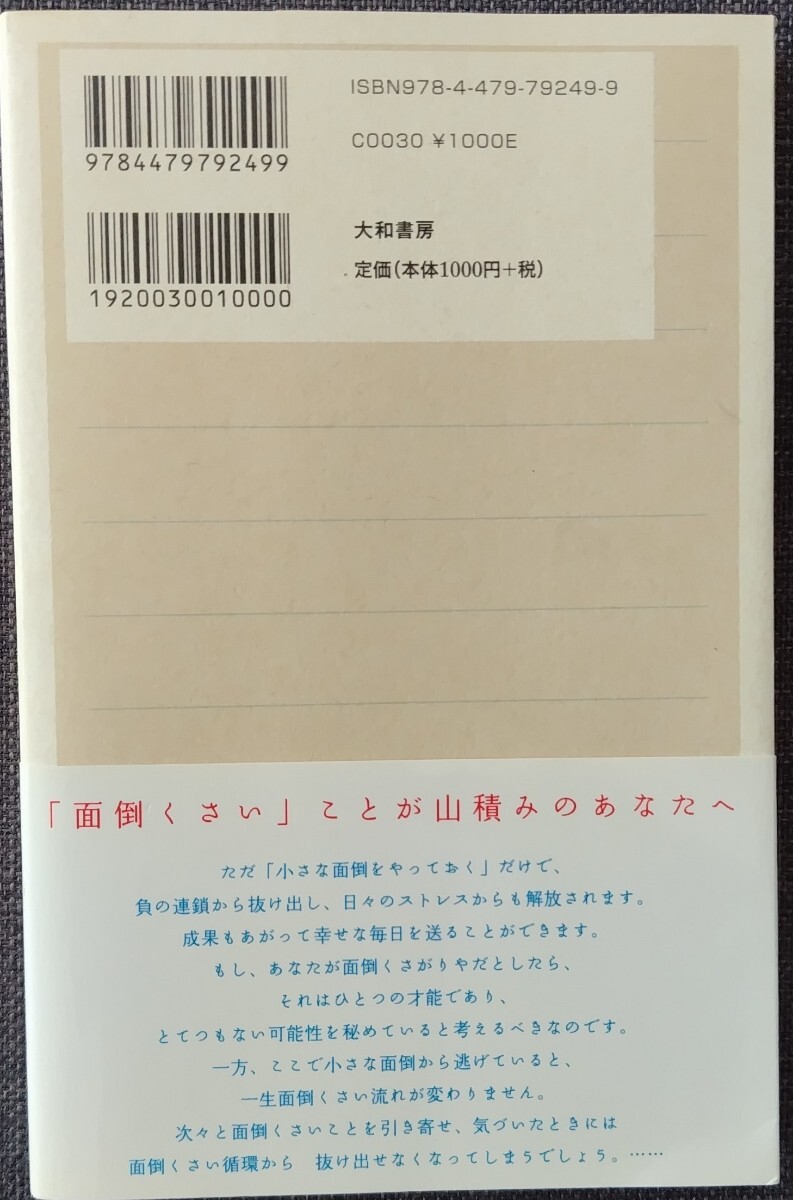 ISBN978-4-479-79249-9
9784479792499
C0030 ¥1000E
大和書房
定価(本体1000円+税)
1920030010000
「面倒くさい」ことが山積みのあなたへ
ただ「小さな面倒をやっておく」だけで、
負の連鎖から抜け出し、日々のストレスからも解放されます。
成果もあがって幸せな毎日を送ることができます。
もし、あなたが面倒くさがりやだとしたら、
それはひとつの才能であり、
とてつもない可能性を秘めていると考えるべきなのです。
一方、ここで小さな面倒から逃げていると、
一生面倒くさい流れが変わりません。
次々と面倒くさいことを引き寄せ、気づいたときには
面倒くさい循環から　抜け出せなくなってしまうでしょう。……